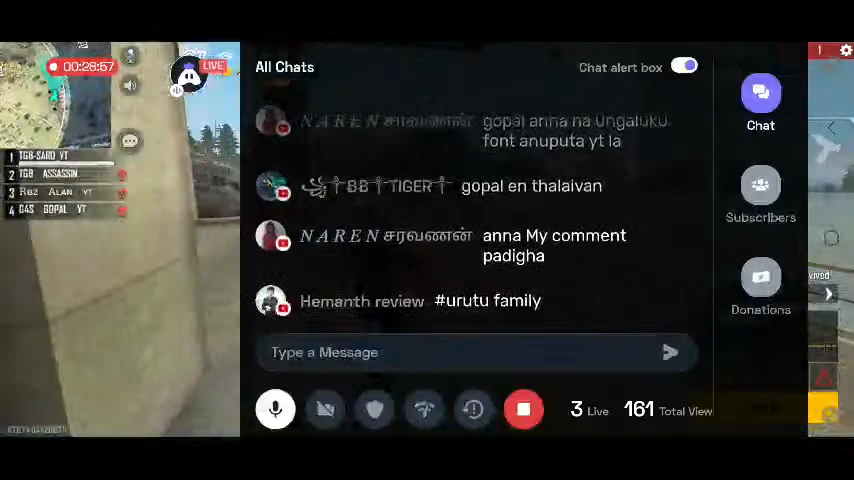 00:28:57
LIVE
1 TGB-SARO YT
2 TGB ASSASSIN
3 REZ ALAN YT
4 G4S GOPAL YT
All Chats
Chat alert box
N A R E N சரவணன் gopal anna na Ungaluku
font anuputa yt la
꧁༒BB༒TIGER༒ gopal en thalaivan
N A R E N சரவணன் anna My comment
padigha
Hemanth review #urutu family
Type a Message
3 Live 161 Total View
Chat
Subscribers
Donations
vived